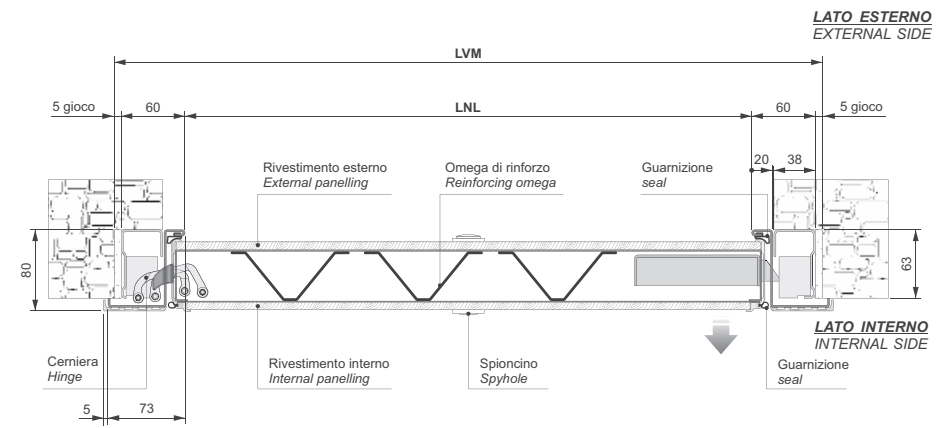 LATO ESTERNO
EXTERNAL SIDE
LVM
5 gioco
60
LNL
60
5 gioco
Rivestimento esterno
External panelling
Omega di rinforzo
Reinforcing omega
Guarnizione
seal
20
38
80
63
LATO INTERNO
INTERNAL SIDE
Cerniera
Hinge
Rivestimento interno
Internal panelling
Spioncino
Spyhole
Guarnizione
seal
5
73